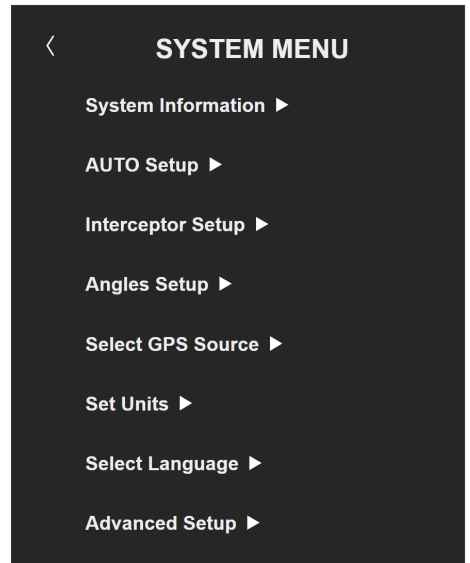 SYSTEM MENU
System Information ▶
AUTO Setup ▶
Interceptor Setup ▶
Angles Setup ▶
Select GPS Source ▶
Set Units ▶
Select Language ▶
Advanced Setup ▶